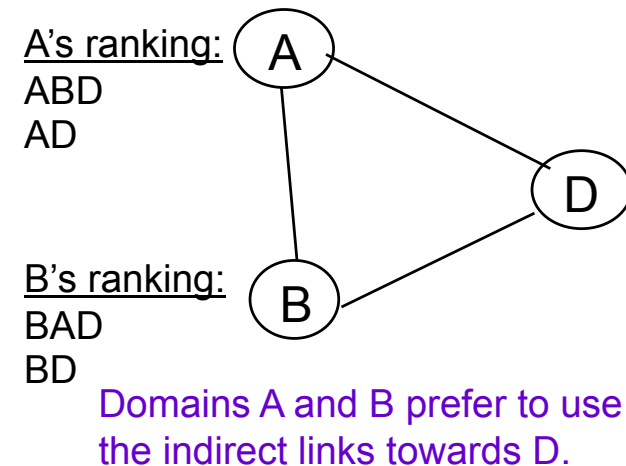 A's ranking:
ABD
AD
A
D
B's ranking:
BAD
BD
B
Domains A and B prefer to use
the indirect links towards D.